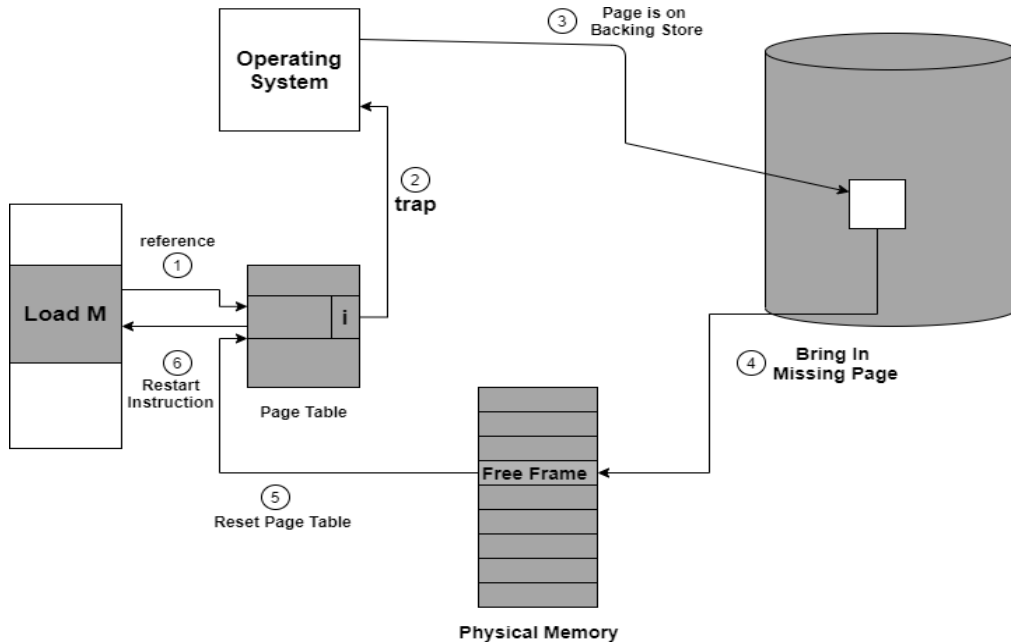 3
Page is on
Backing Store
Operating
System
2
trap
reference
1
Load M
i
6
Restart
Instruction
Page Table
4
Bring In
Missing Page
Free Frame
5
Reset Page Table
Physical Memory